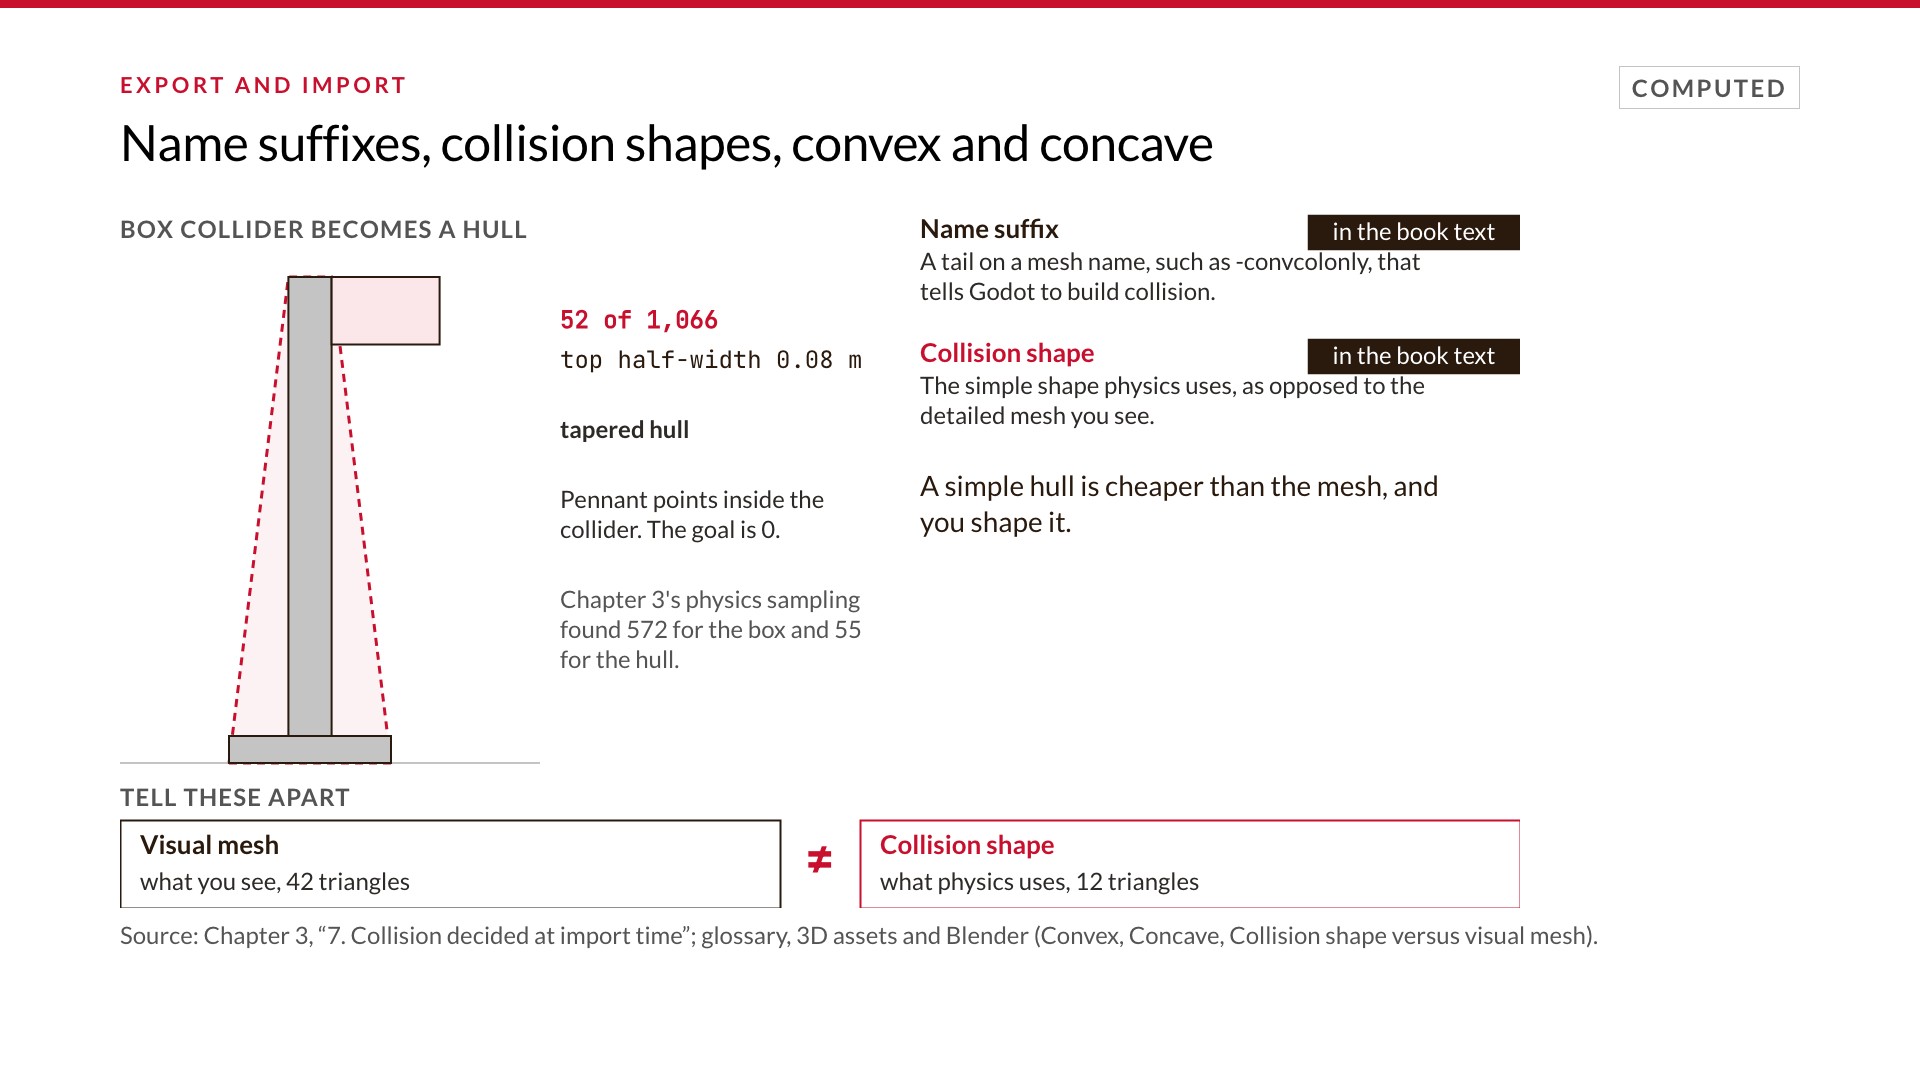 EXPORT AND IMPORT
COMPUTED
Name suffixes, collision shapes, convex and concave
BOX COLLIDER BECOMES A HULL
52 of 1,066
top half-width 0.08 m
tapered hull
Pennant points inside the
collider. The goal is 0.
Chapter 3's physics sampling
found 572 for the box and 55
for the hull.
Name suffix
in the book text
A tail on a mesh name, such as -convcolonly, that
tells Godot to build collision.
Collision shape
in the book text
The simple shape physics uses, as opposed to the
detailed mesh you see.
A simple hull is cheaper than the mesh, and
you shape it.
TELL THESE APART
Visual mesh
what you see, 42 triangles
≠
Collision shape
what physics uses, 12 triangles
Source: Chapter 3, “7. Collision decided at import time”; glossary, 3D assets and Blender (Convex, Concave, Collision shape versus visual mesh).